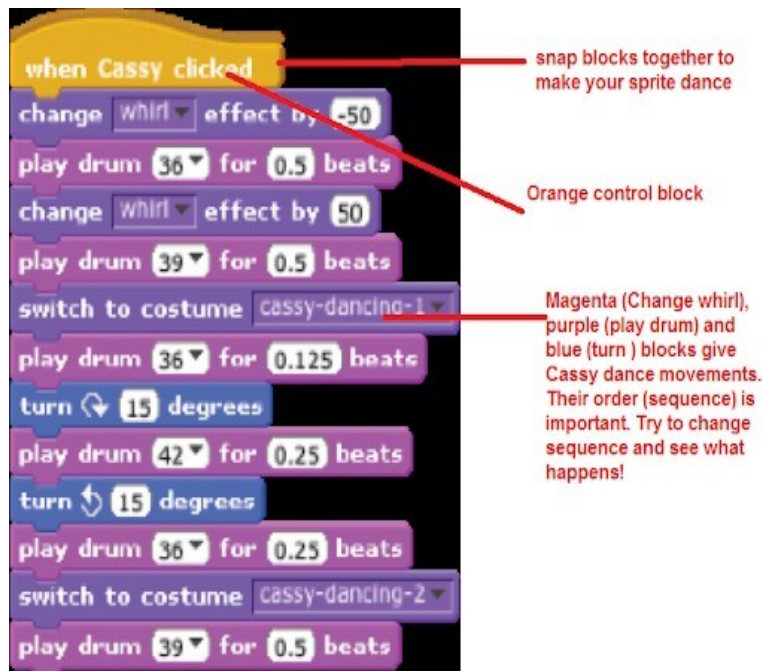 when Cassy clicked
change whirl effect by -50
play drum 36 for 0.5 beats
change whirl effect by 50
play drum 39 for 0.5 beats
switch to costume cassy-dancing-1
play drum 36 for 0.125 beats
turn 15 degrees
play drum 42 for 0.25 beats
turn 15 degrees
play drum 36 for 0.25 beats
switch to costume cassy-dancing-2
play drum 39 for 0.5 beats
snap blocks together to
make your sprite dance
Orange control block
Magenta (Change whirl),
purple (play drum) and
blue (turn ) blocks give
Cassy dance movements.
Their order (sequence) is
important. Try to change
sequence and see what
happens!